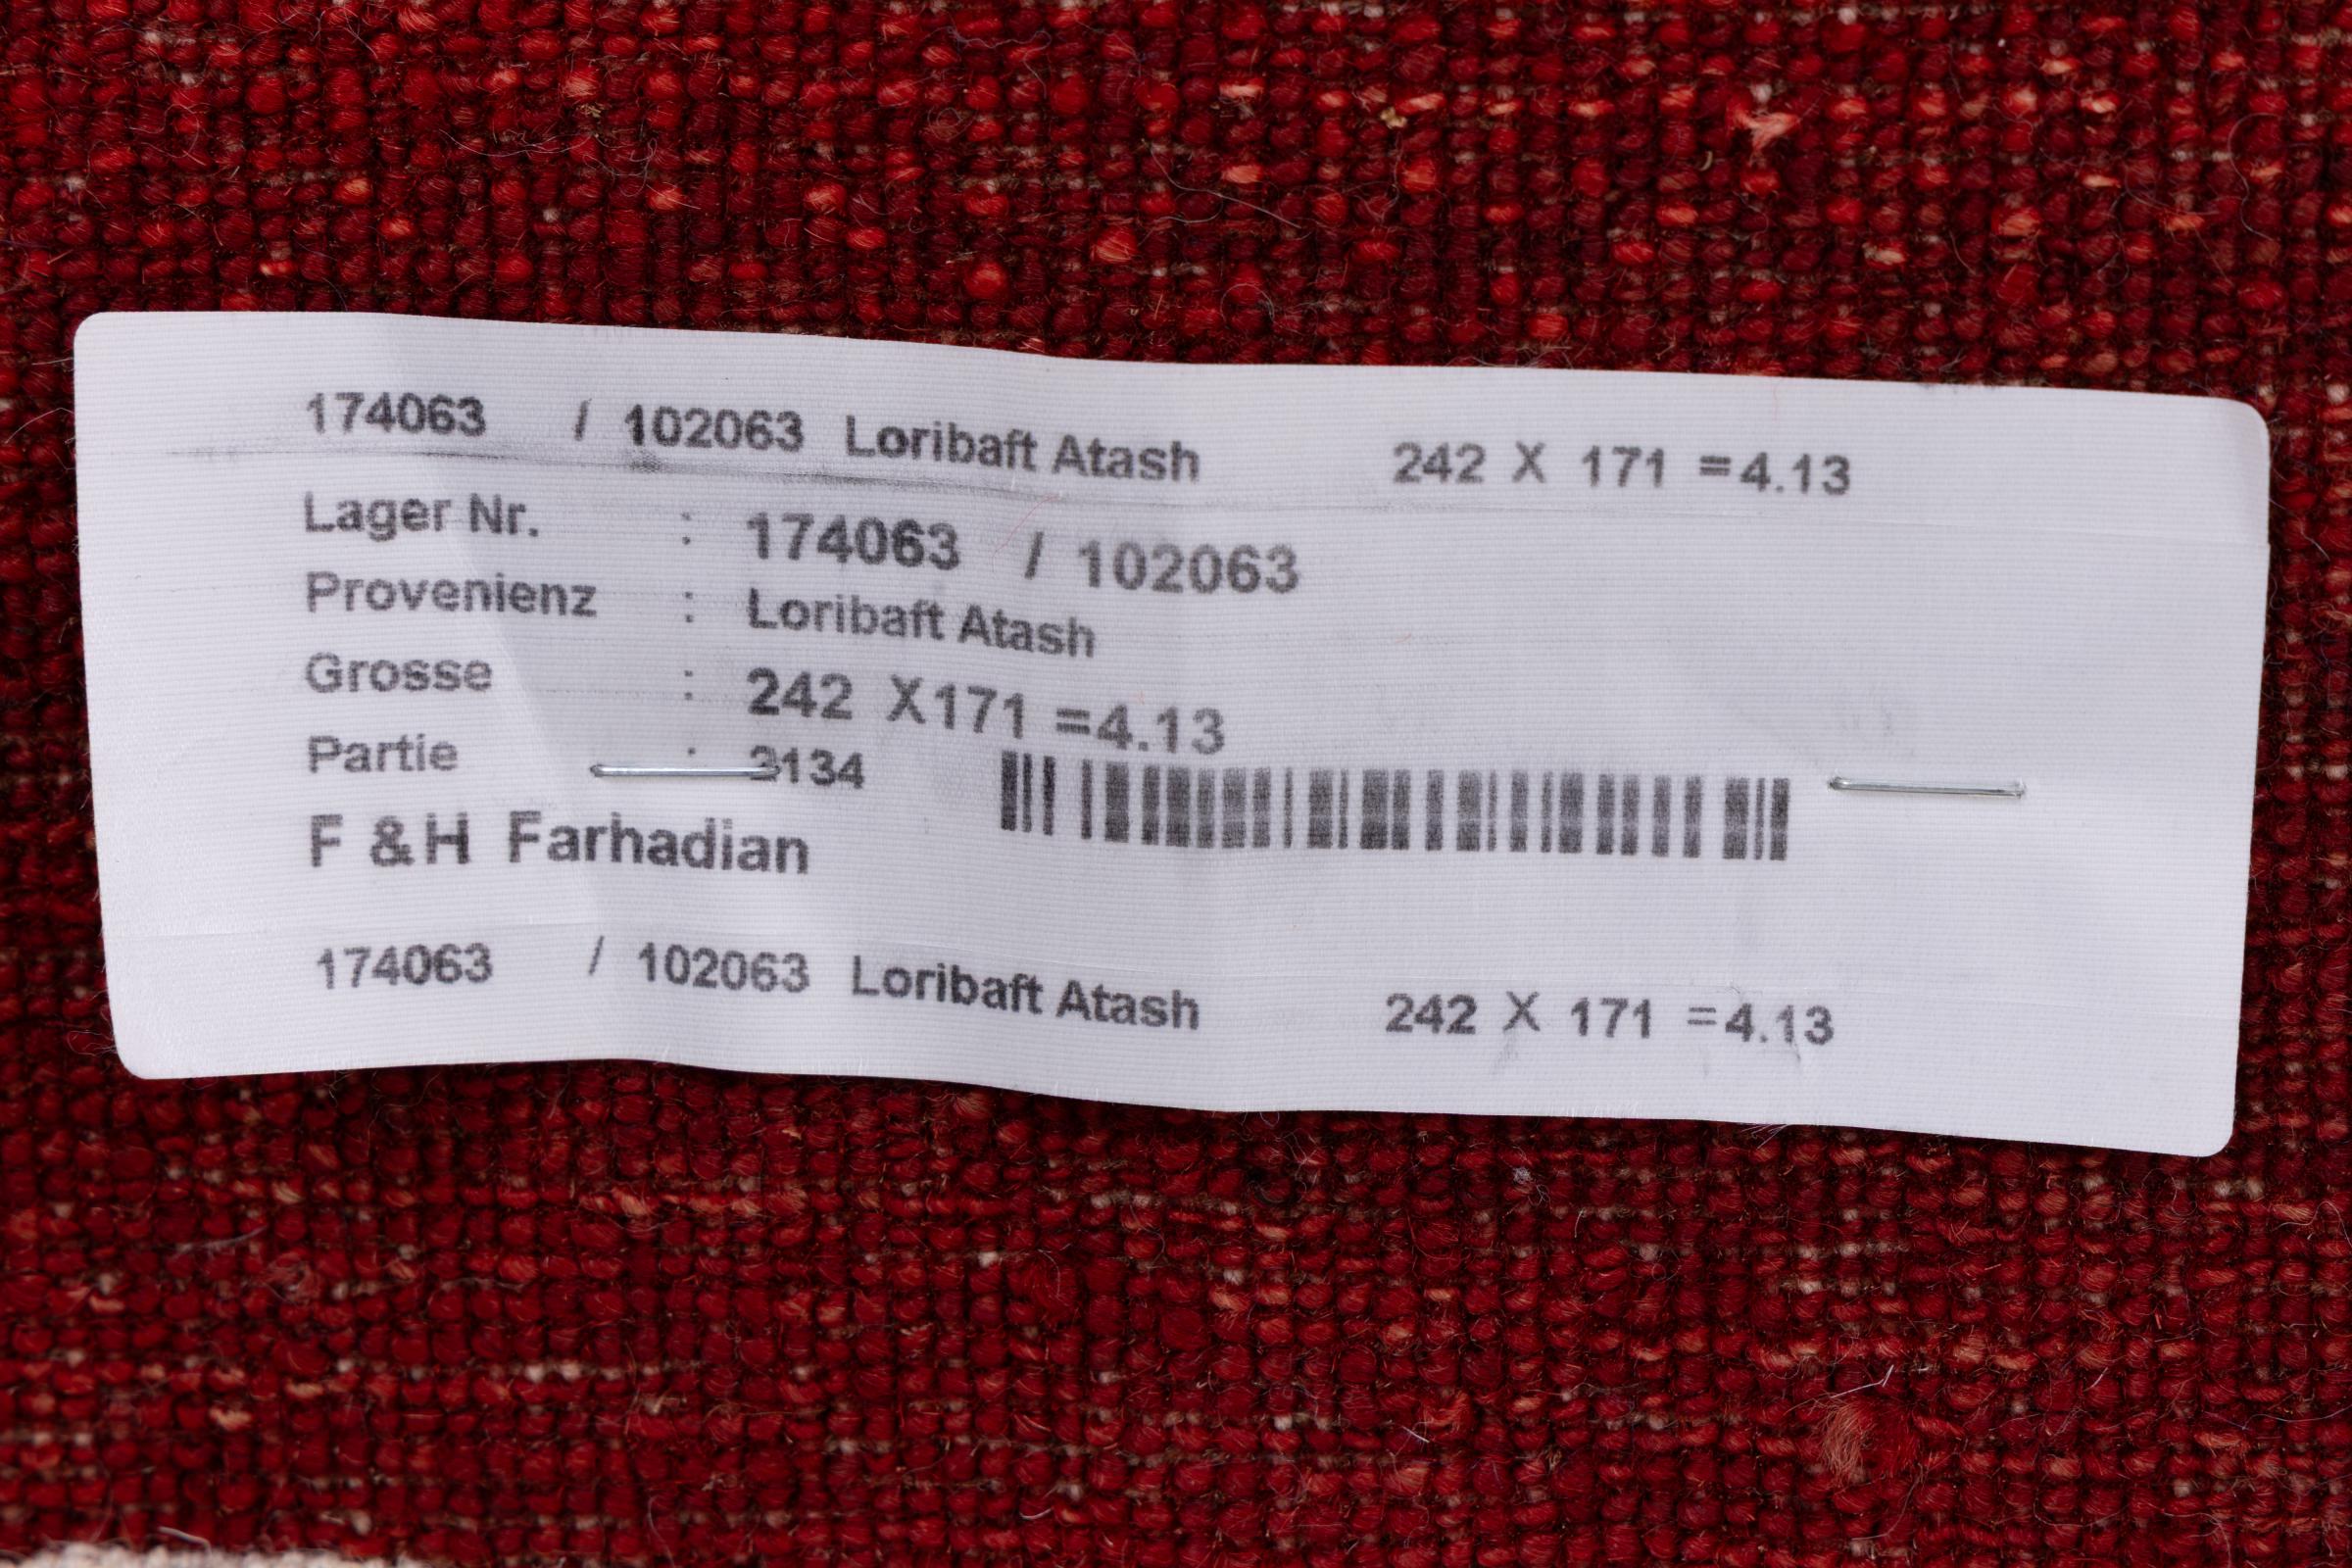 174063 / 102063 Loribaft Atash 242 X 171 =4.13
Lager Nr. : 174063 / 102063
Provenienz : Loribaft Atash
Grosse : 242 X171 =4.13
Partie :
F &H Farhadian
174063 / 102063 Loribaft Atash 242 X 171 =4.13